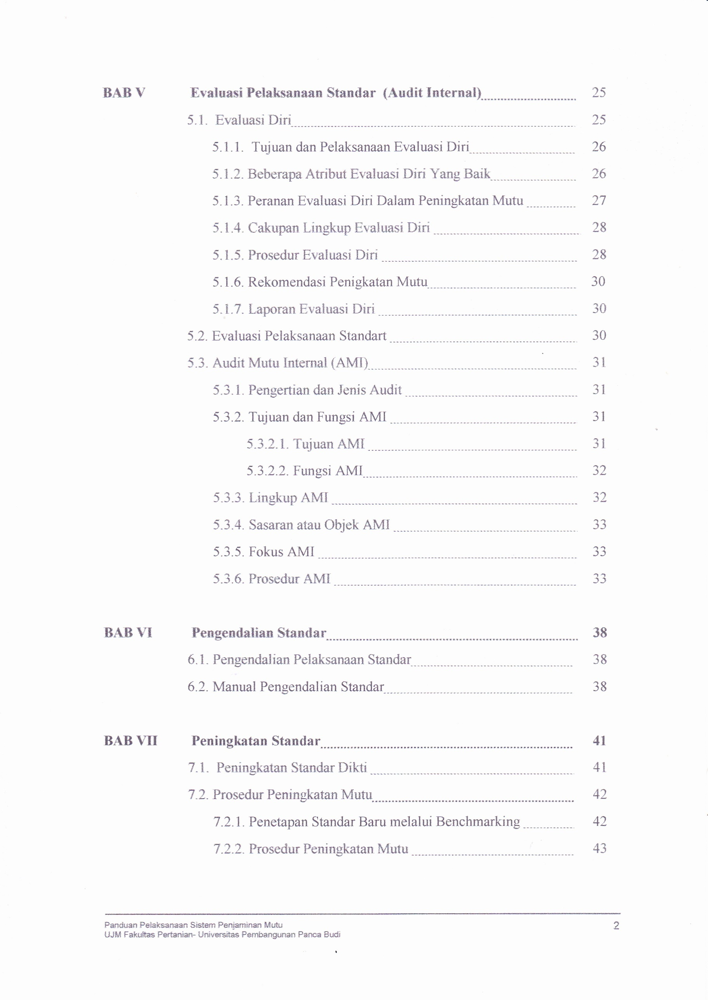 BAB V Evaluasi Pelaksanaan Standar (Audit Internal) 25
5.1. Evaluasi Diri 25
5.1.1. Tujuan dan Pelaksanaan Evaluasi Diri 26
5.1.2. Beberapa Atribut Evaluasi Diri Yang Baik 26
5.1.3. Peranan Evaluasi Diri Dalam Peningkatan Mutu 27
5.1.4. Cakupan Lingkup Evaluasi Diri 28
5.1.5. Prosedur Evaluasi Diri 28
5.1.6. Rekomendasi Penigkatan Mutu 30
5.1.7. Laporan Evaluasi Diri 30
5.2. Evaluasi Pelaksanaan Standart 30
5.3. Audit Mutu Internal (AMI) 31
5.3.1. Pengertian dan Jenis Audit 31
5.3.2. Tujuan dan Fungsi AMI 31
5.3.2.1. Tujuan AMI 31
5.3.2.2. Fungsi AMI 32
5.3.3. Lingkup AMI 32
5.3.4. Sasaran atau Objek AMI 33
5.3.5. Fokus AMI 33
5.3.6. Prosedur AMI 33
BAB VI Pengendalian Standar 38
6.1. Pengendalian Pelaksanaan Standar 38
6.2. Manual Pengendalian Standar 38
BAB VII Peningkatan Standar 41
7.1. Peningkatan Standar Dikti 41
7.2. Prosedur Peningkatan Mutu 42
7.2.1. Penetapan Standar Baru melalui Benchmarking 42
7.2.2. Prosedur Peningkatan Mutu 43
Panduan Pelaksanaan Sistem Penjaminan Mutu 2
UJM Fakultas Pertanian- Universitas Pembangunan Panca Budi